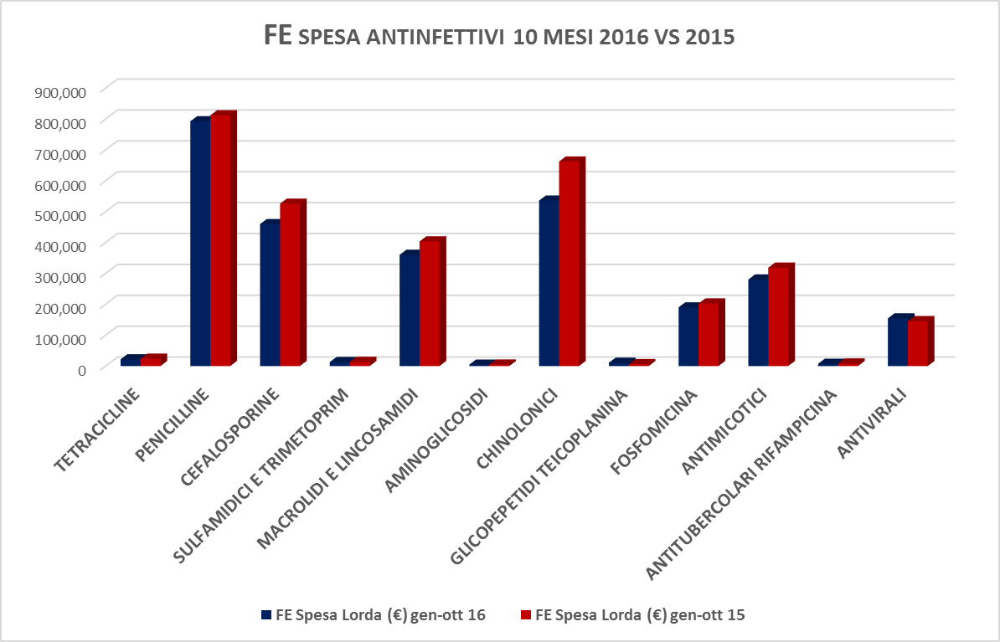 FE SPESA ANTINFETTIVI 10 MESI 2016 VS 2015
900,000
800,000
700,000
600,000
500,000
400,000
300,000
200,000
100,000
0
TETRACICLINE
PENICILLINE
CEFALOSPORINE
SULFAMIDICI E TRIMETOPRIM
MACROLIDI E LINCOSAMIDI
AMINOGLICOSIDI
CHINOLONICI
GLICOPEPETIDI TEICOPLANINA
FOSFOMICINA
ANTIMICOTICI
ANTITUBERCOLARI RIFAMPICINA
ANTIVIRALI
FE Spesa Lorda (€) gen-ott 16
FE Spesa Lorda (€) gen-ott 15